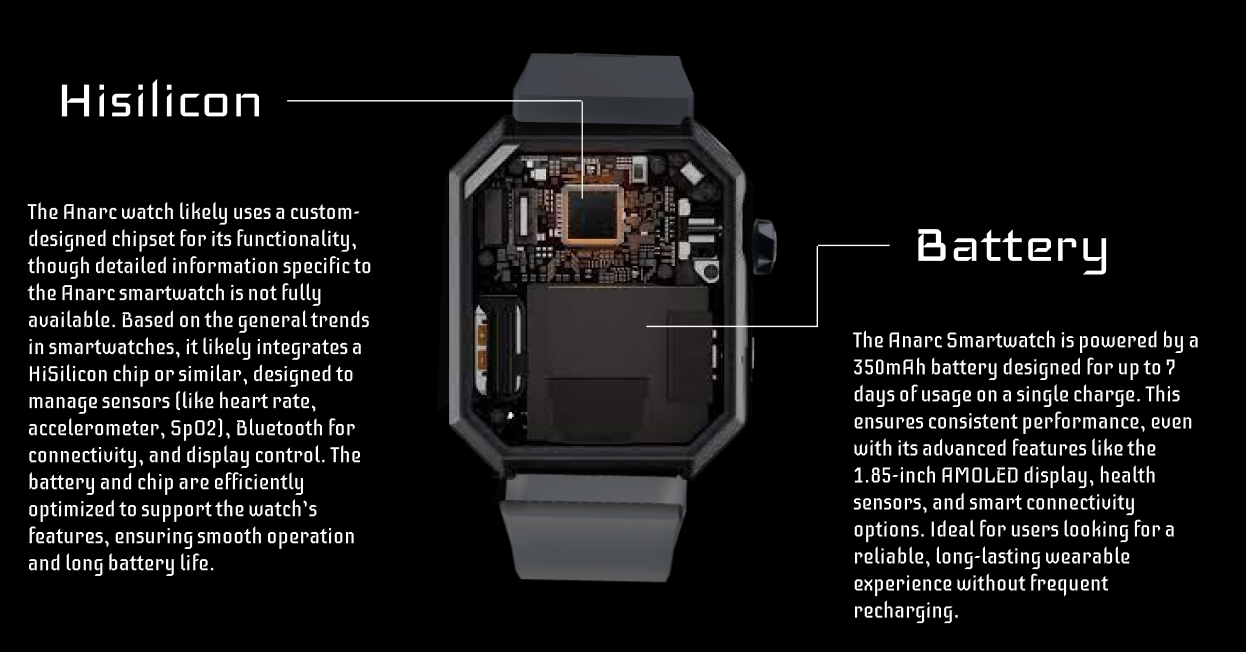 Hisilicon
The Anarc watch likely uses a custom-
designed chipset for its functionality,
though detailed information specific to
the Anarc smartwatch is not fully
available. Based on the general trends
in smartwatches, it likely integrates a
HiSilicon chip or similar, designed to
manage sensors (like heart rate,
accelerometer, SpO2), Bluetooth for
connectivity, and display control. The
battery and chip are efficiently
optimized to support the watch's
features, ensuring smooth operation
and long battery life.
Battery
The Anarc Smartwatch is powered by a
350mAh battery designed for up to 7
days of usage on a single charge. This
ensures consistent performance, even
with its advanced features like the
1.85-inch AMOLED display, health
sensors, and smart connectivity
options. Ideal for users looking for a
reliable, long-lasting wearable
experience without frequent
recharging.